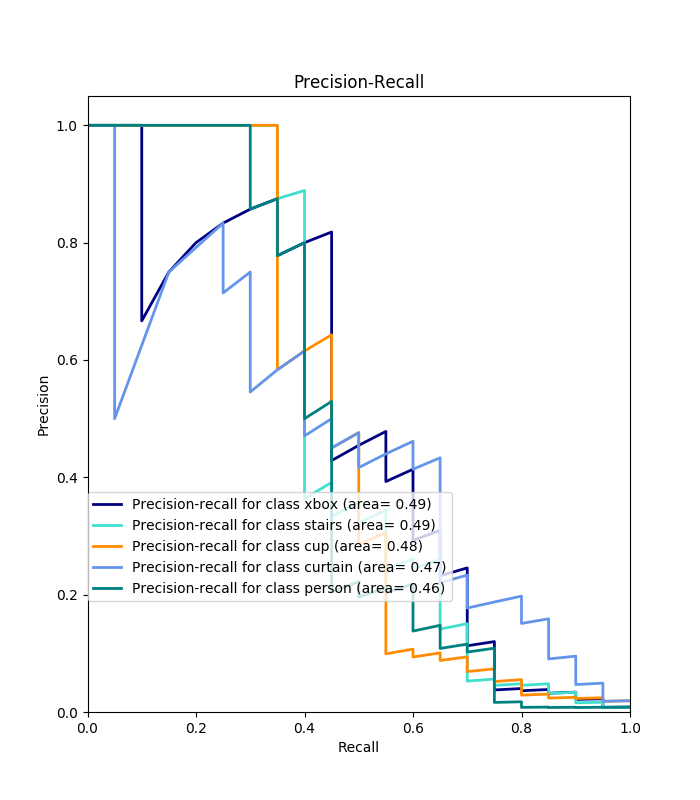 Precision-Recall
1.0
0.8
0.6
0.4
0.2
0.0
Precision
Precision-recall for class xbox (area= 0.49)
Precision-recall for class stairs (area= 0.49)
Precision-recall for class cup (area= 0.48)
Precision-recall for class curtain (area= 0.47)
Precision-recall for class person (area= 0.46)
0.0 0.2 0.4 0.6 0.8 1.0
Recall